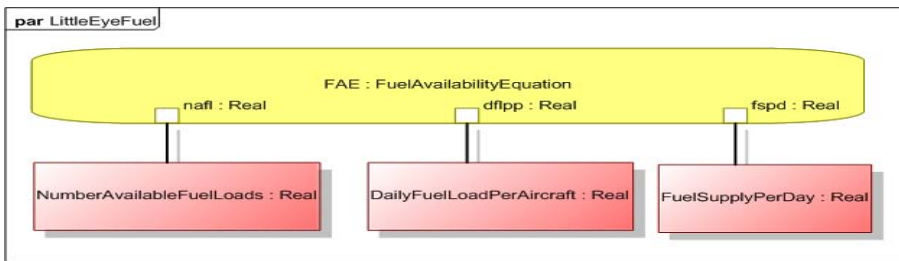 par LittleEyeFuel
FAE : FuelAvailabilityEquation
nafl : Real
dflpp : Real
fspd : Real
NumberAvailableFuelLoads : Real
DailyFuelLoadPerAircraft : Real
FuelSupplyPerDay : Real